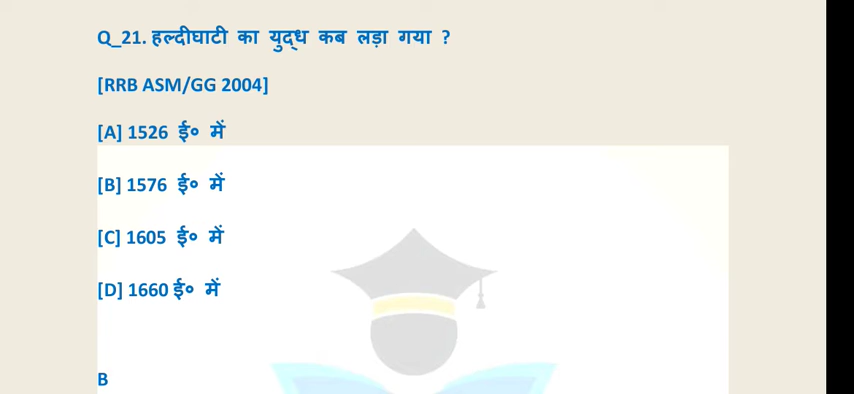 Q_21. हल्दीघाटी का युद्ध कब लड़ा गया ?
[RRB ASM/GG 2004]
[A] 1526 ई० में
[B] 1576 ई० में
[C] 1605 ई० में
[D] 1660 ई० में
B